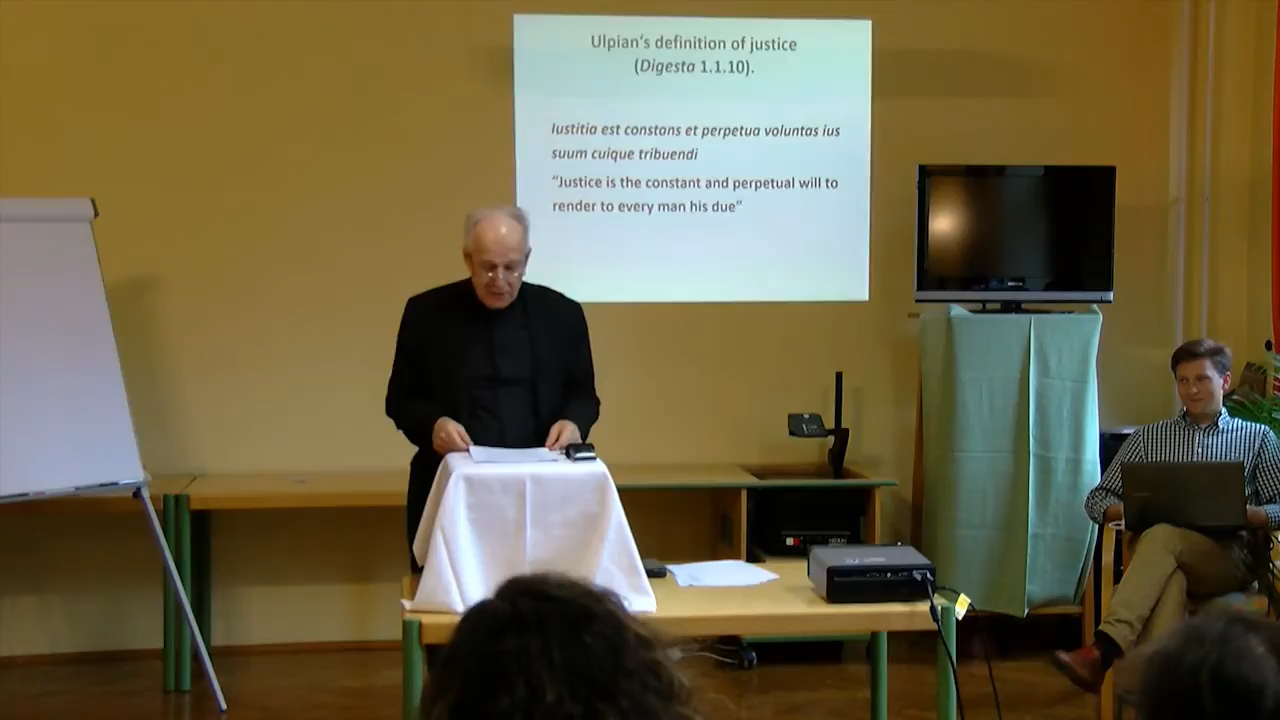 Ulpian‘s definition of justice
(Digesta 1.1.10).
Iustitia est constans et perpetua voluntas ius
suum cuique tribuendi
“Justice is the constant and perpetual will to
render to every man his due”